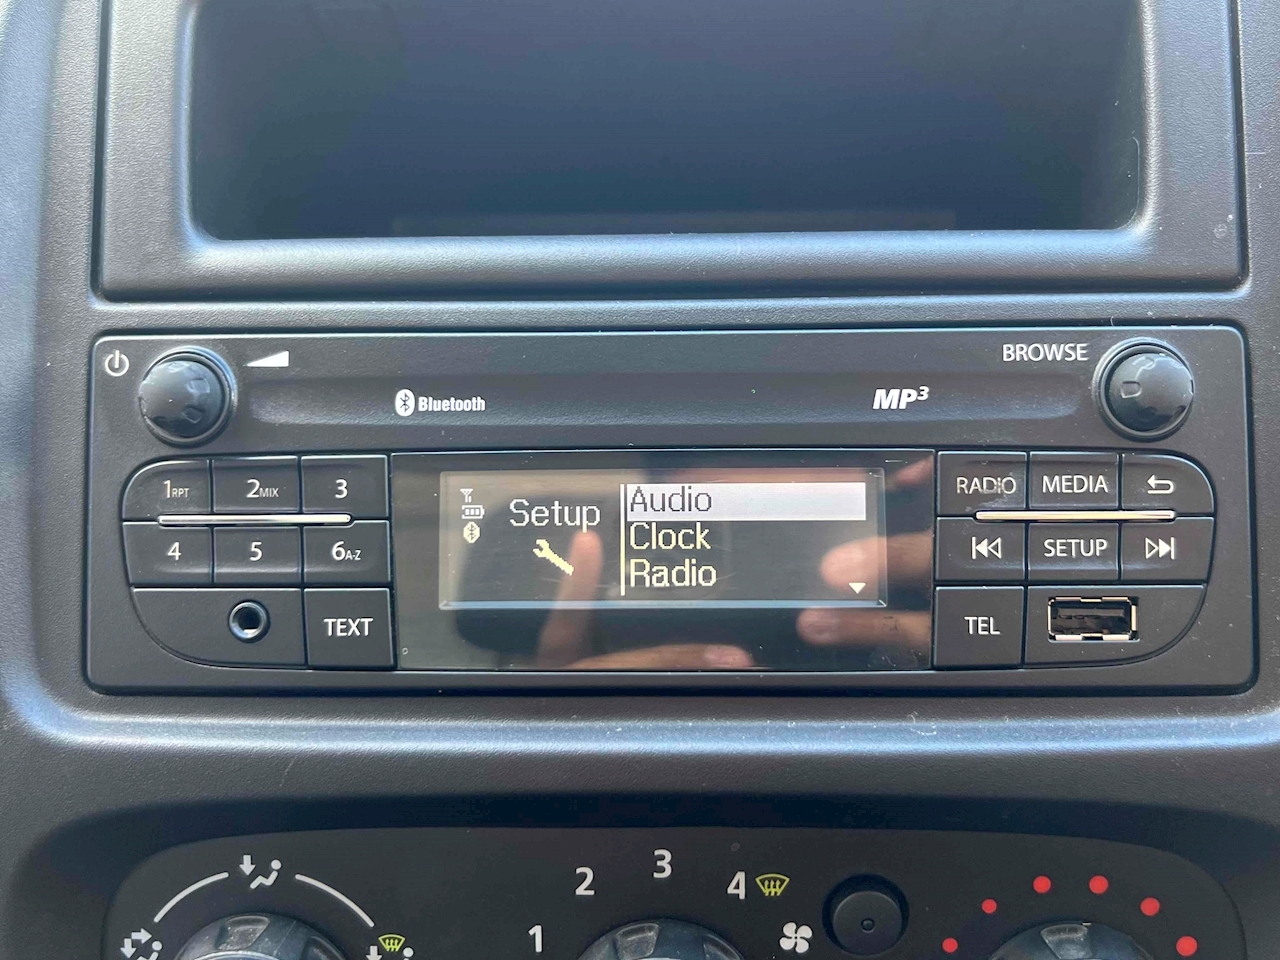 BROWSE
Bluetooth
MP3
1RPT
2MIX
3
4
5
6A-Z
TEXT
Setup
Audio
Clock
Radio
RADIO
MEDIA
SETUP
TEL
1
2
3
4